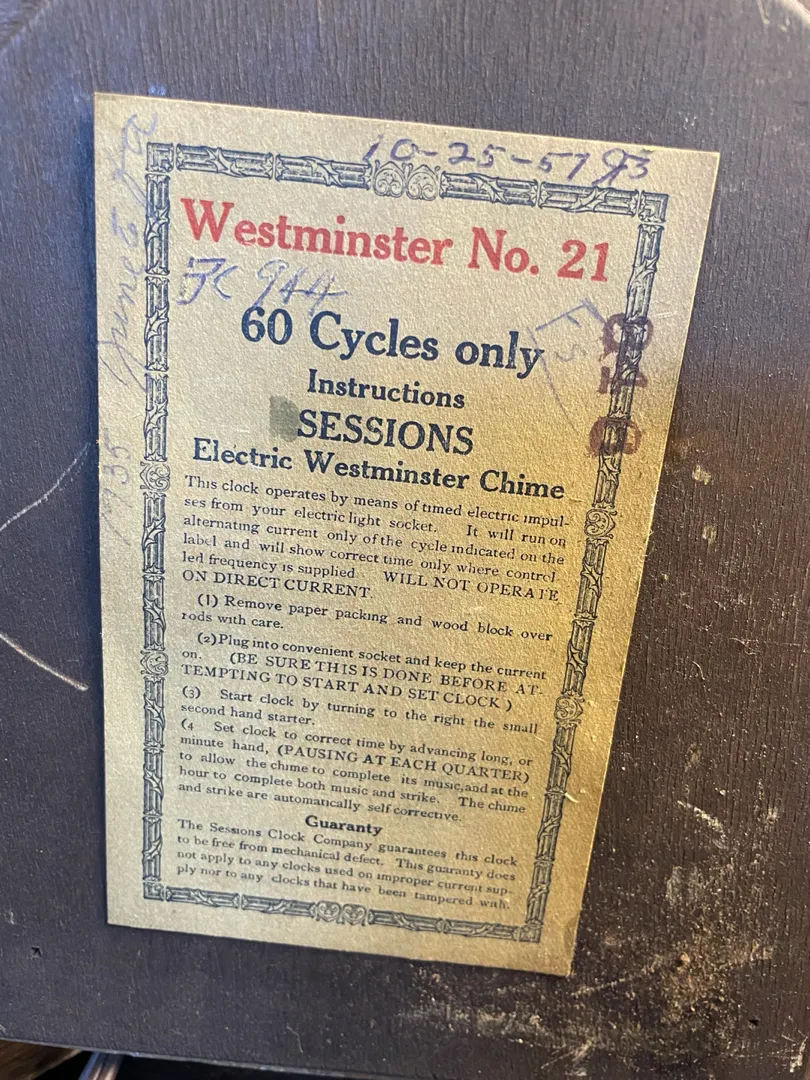 10-25-57
Westminster No. 21
60 Cycles only
Instructions
SESSIONS
Electric Westminster Chime
This clock operates by means of timed electric impul-
ses from your electric light socket. It will run on
alternating current only of the cycle indicated on the
label and will show correct time only where control-
led frequency is supplied WILL NOT OPERATE
ON DIRECT CURRENT.
(1) Remove paper packing and wood block over
rods with care.
(2)Plug into convenient socket and keep the current
on. (BE SURE THIS IS DONE BEFORE AT-
TEMPTING TO START AND SET CLOCK )
(3) Start clock by turning to the right the small
second hand starter.
(4 Set clock to correct time by advancing long, or
minute hand, (PAUSING AT EACH QUARTER)
to allow the chime to complete its music,and at the
hour to complete both music and strike. The chime
and strike are automatically self corrective.
Guaranty
The Sessions Clock Company guarantees this clock
to be free from mechanical defect. This guaranty does
not apply to any clocks used on improper current sup-
ply nor to any clocks that have been tampered with.
1935